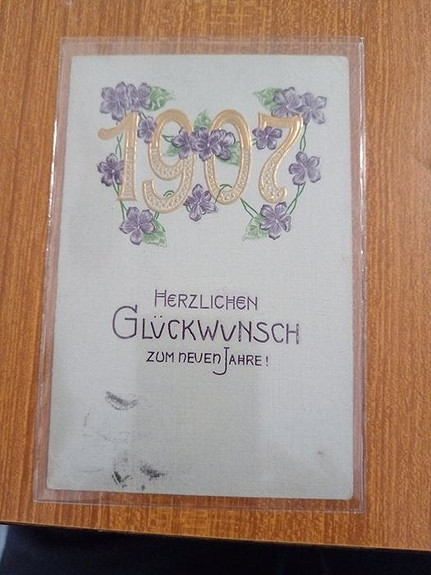 1907
HERZLICHEN
GLÜCKWUNSCH
ZUM NEUEN JAHRE!